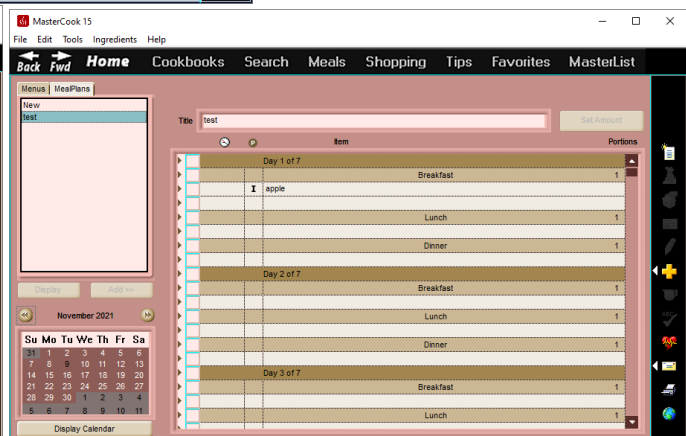 MasterCook 15
File Edit Tools Ingredients Help
Back Fwd Home Cookbooks Search Meals Shopping Tips Favorites MasterList
Menus MealPlans
New
test
Title test Set Amount
P Item Portions
Day 1 of 7
Breakfast 1
I apple
Lunch 1
Dinner 1
Day 2 of 7
Breakfast 1
Lunch 1
Dinner 1
Day 3 of 7
Breakfast 1
Lunch 1
Display Add >>
November 2021
Su Mo Tu We Th Fr Sa
31 1 2 3 4 5 6
7 8 9 10 11 12 13
14 15 16 17 18 19 20
21 22 23 24 25 26 27
28 29 30 1 2 3 4
5 6 7 8 9 10 11
Display Calendar
ABC